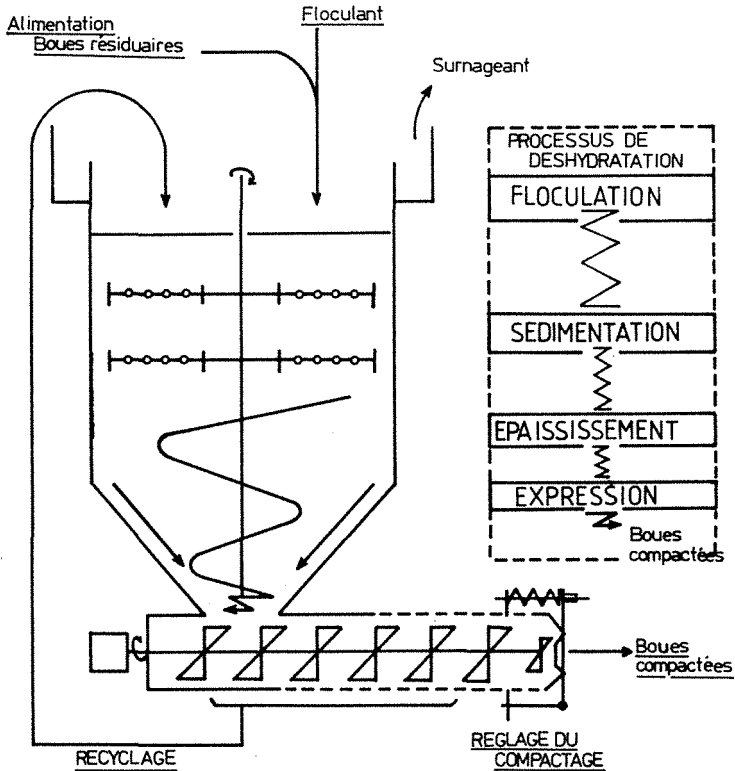 Alimentation
Boues résiduaires
Floculant
Surnageant
PROCESSUS DE
DESHYDRATATION
FLOCULATION
SEDIMENTATION
EPAISSISSEMENT
EXPRESSION
Boues
compactées
Boues
compactées
RECYCLAGE
REGLAGE DU
COMPACTAGE